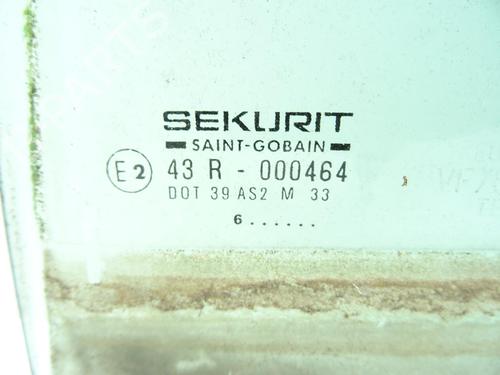 SEKURIT
SAINT-GOBAIN
E2 43 R - 000464
DOT 39 AS2 M 33
6......